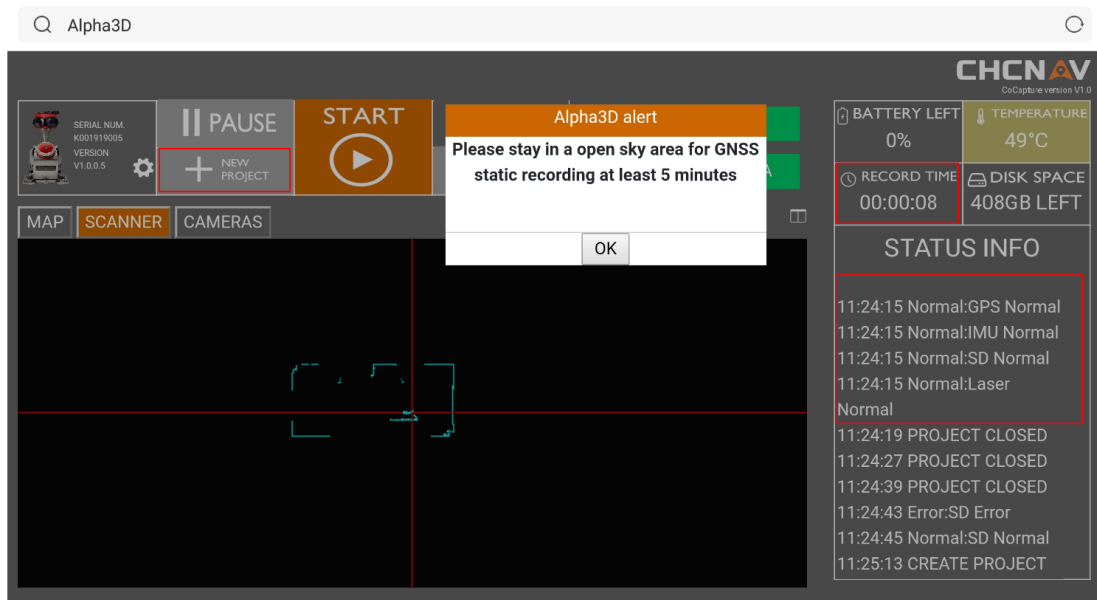 Alpha3D
CHCNAV
CoCapture version V1.0
SERIAL NUM.
K001919005
VERSION
V1.0.0.5
PAUSE
NEW
PROJECT
START
Alpha3D alert
Please stay in a open sky area for GNSS
static recording at least 5 minutes
OK
A
BATTERY LEFT
0%
TEMPERATURE
49°C
RECORD TIME
00:00:08
DISK SPACE
408GB LEFT
MAP
SCANNER
CAMERAS
STATUS INFO
11:24:15 Normal:GPS Normal
11:24:15 Normal:IMU Normal
11:24:15 Normal:SD Normal
11:24:15 Normal:Laser
Normal
11:24:19 PROJECT CLOSED
11:24:27 PROJECT CLOSED
11:24:39 PROJECT CLOSED
11:24:43 Error:SD Error
11:24:45 Normal:SD Normal
11:25:13 CREATE PROJECT